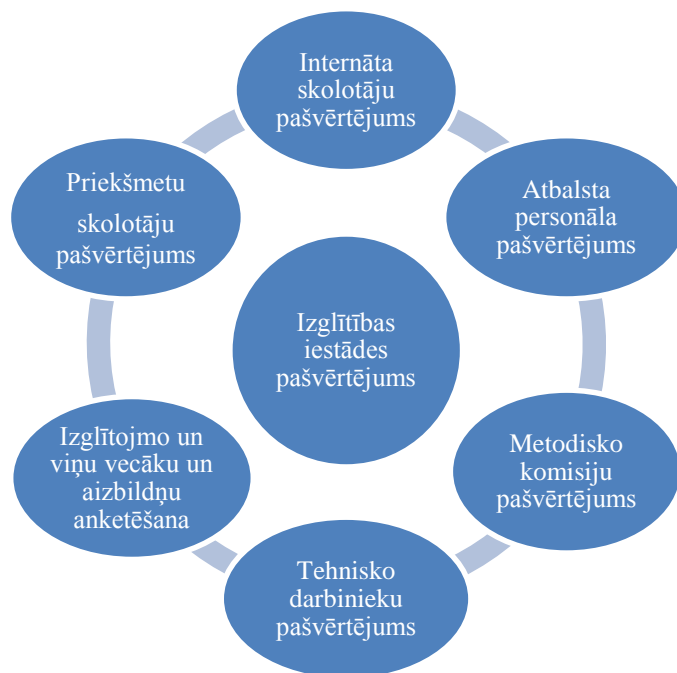 Internāta
skolotāju
pašvērtējums
Atbalsta
personāla
pašvērtējums
Metodisko
komisiju
pašvērtējums
Tehnisko
darbinieku
pašvērtējums
Izglītojmo un
viņu vecāku un
aizbildņu
anketēšana
Priekšmetu
skolotāju
pašvērtējums
Izglītības
iestādes
pašvērtējums